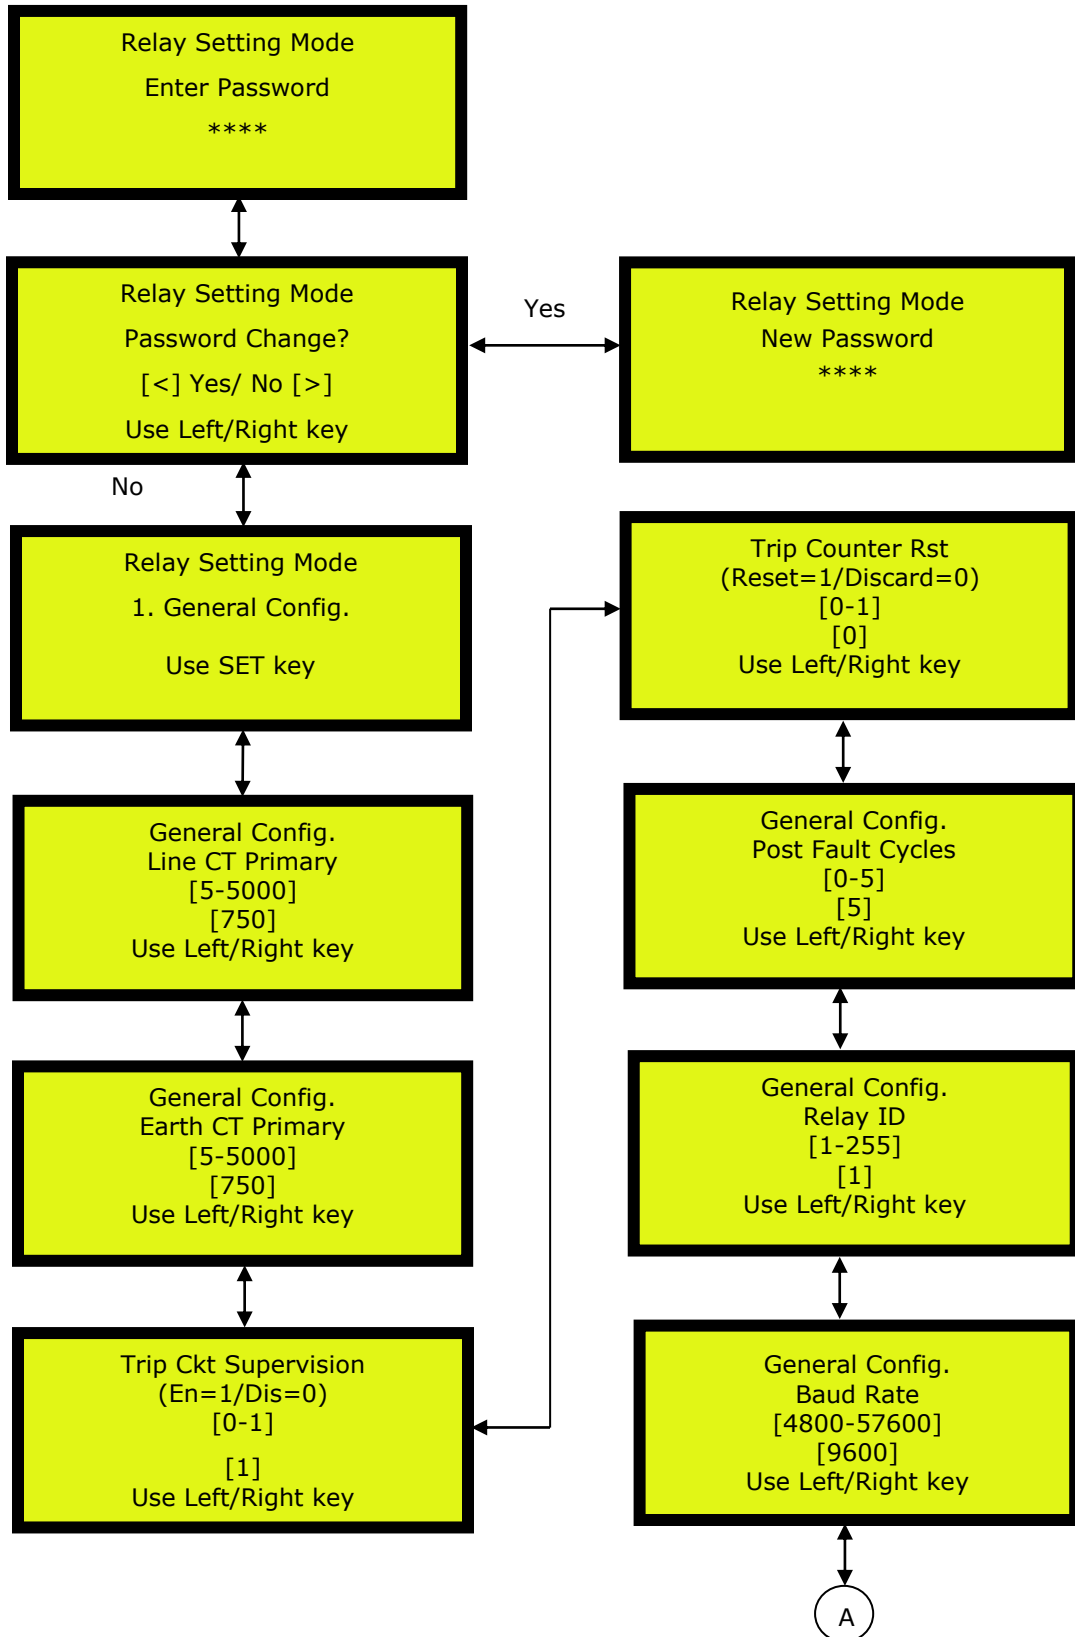 Relay Setting Mode
Enter Password
****
Relay Setting Mode
Password Change?
[<] Yes/ No [>]
Use Left/Right key
Yes
Relay Setting Mode
New Password
****
No
Relay Setting Mode
1. General Config.
Use SET key
General Config.
Line CT Primary
[5-5000]
[750]
Use Left/Right key
General Config.
Earth CT Primary
[5-5000]
[750]
Use Left/Right key
Trip Ckt Supervision
(En=1/Dis=0)
[0-1]
[1]
Use Left/Right key
Trip Counter Rst
(Reset=1/Discard=0)
[0-1]
[0]
Use Left/Right key
General Config.
Post Fault Cycles
[0-5]
[5]
Use Left/Right key
General Config.
Relay ID
[1-255]
[1]
Use Left/Right key
General Config.
Baud Rate
[4800-57600]
[9600]
Use Left/Right key
A